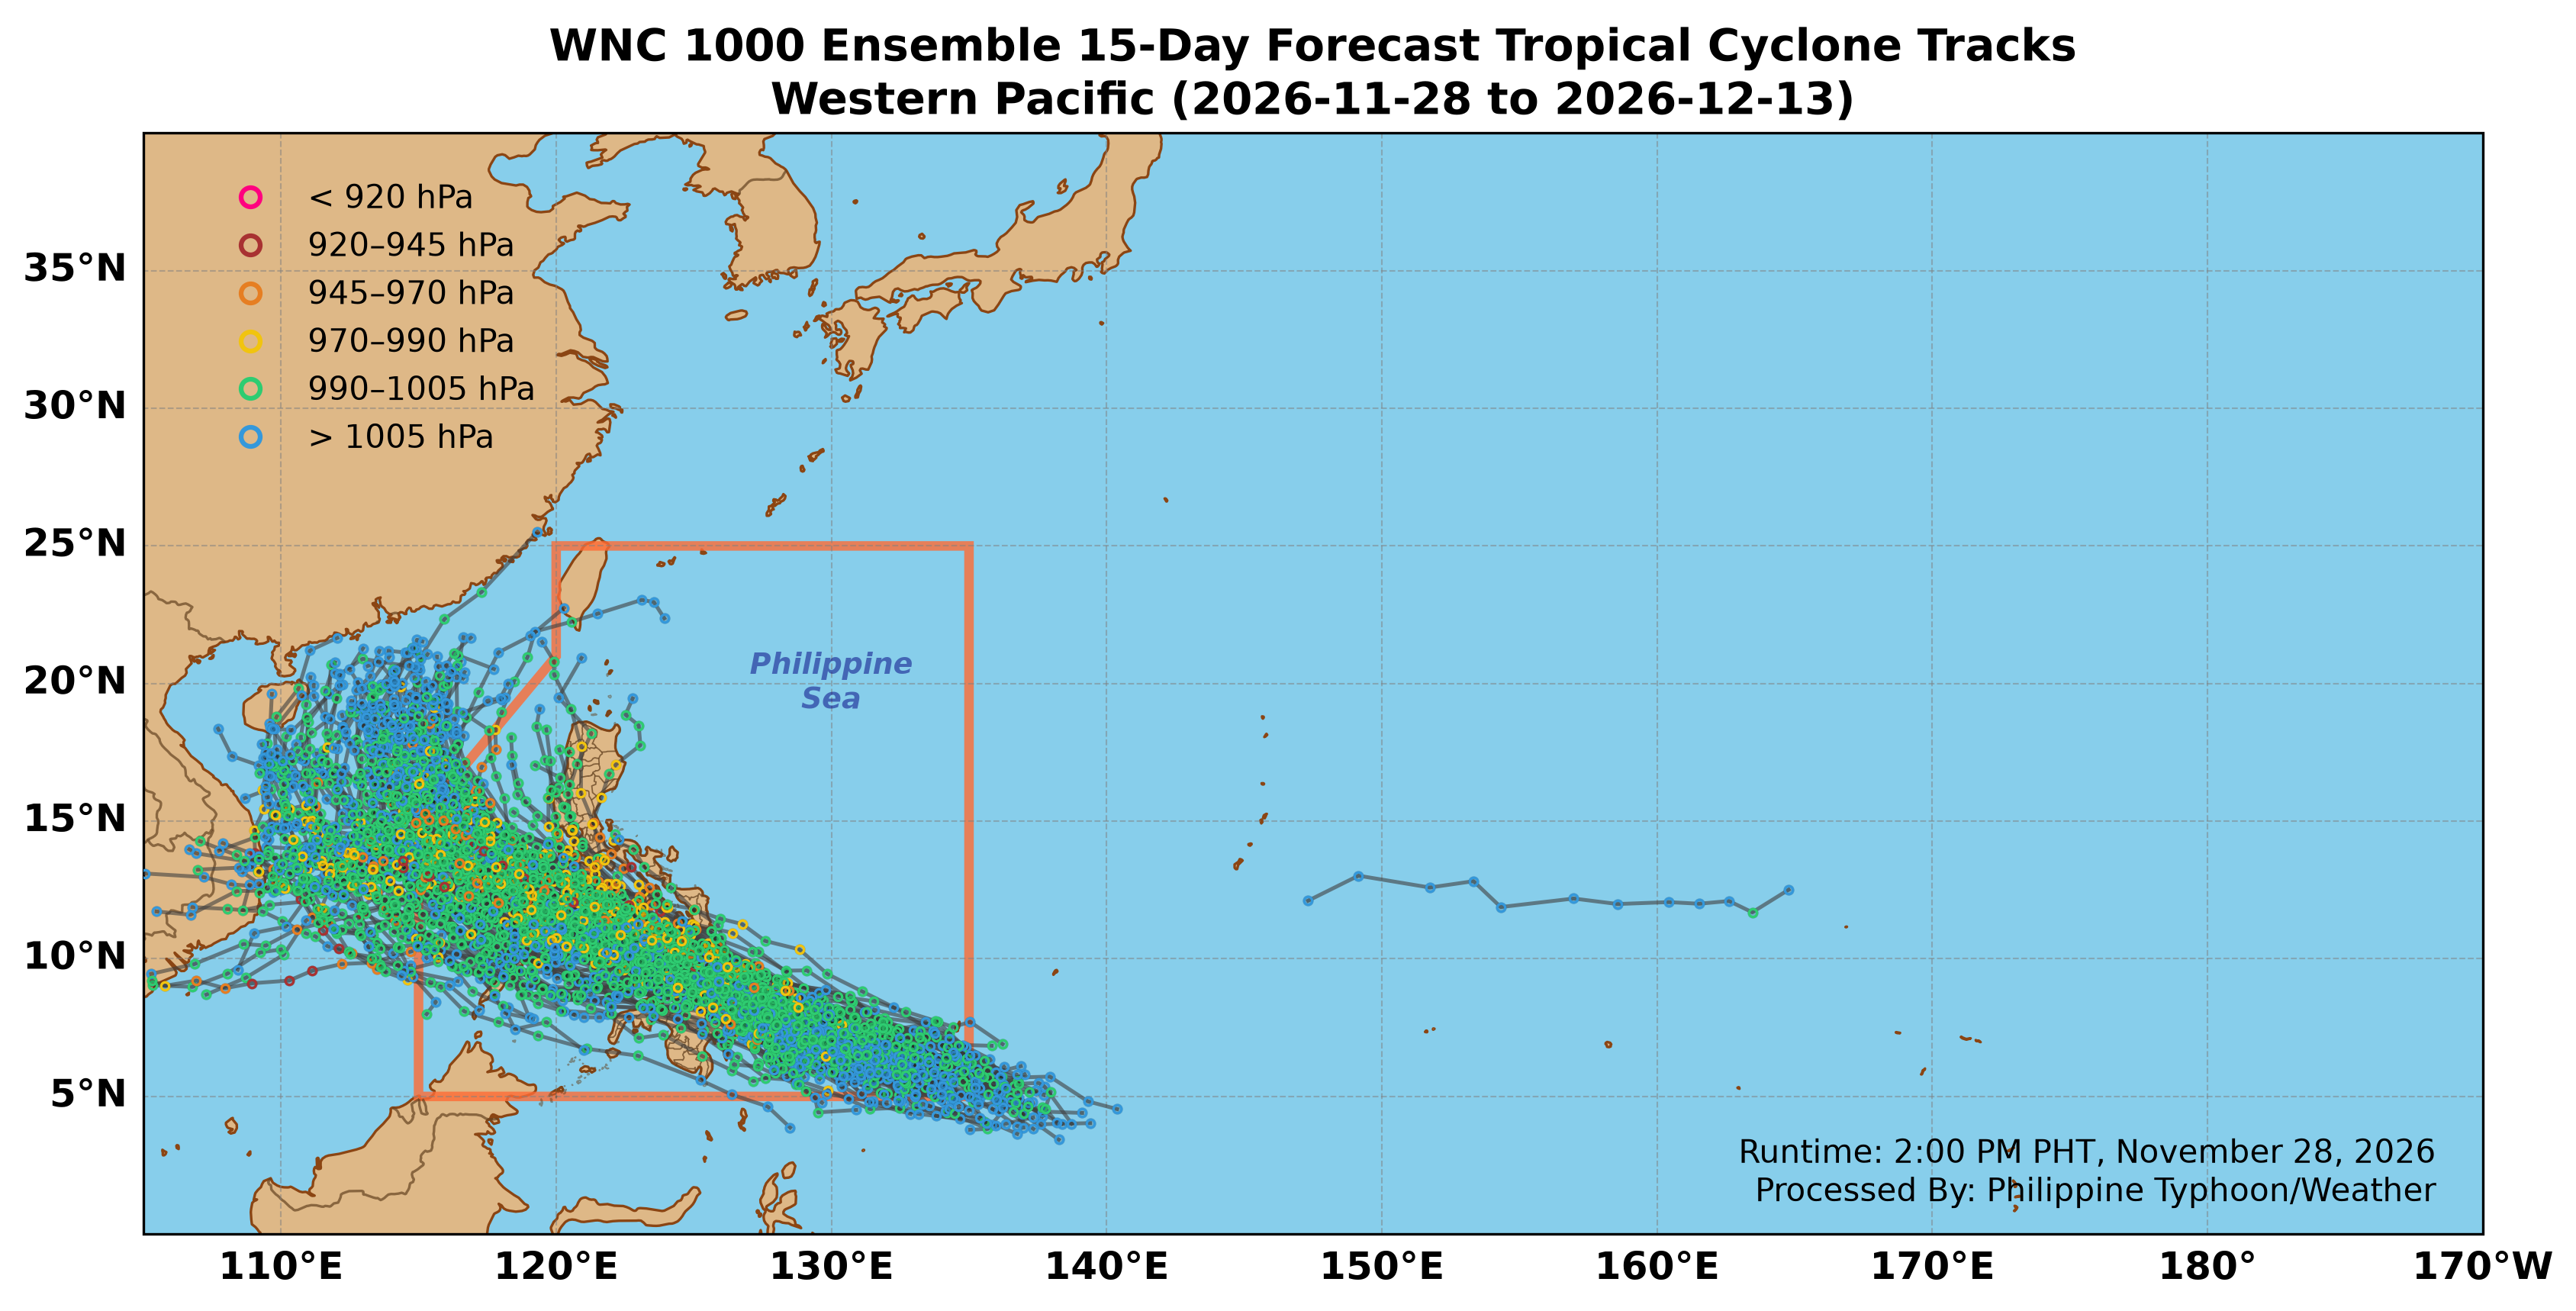 WNC 1000 Ensemble 15-Day Forecast Tropical Cyclone Tracks
Western Pacific (2026-11-28 to 2026-12-13)
< 920 hPa
920–945 hPa
945–970 hPa
970–990 hPa
990–1005 hPa
> 1005 hPa
35°N
30°N
25°N
20°N
15°N
10°N
5°N
Philippine
Sea
Runtime: 2:00 PM PHT, November 28, 2026
Processed By: Philippine Typhoon/Weather
110°E 120°E 130°E 140°E 150°E 160°E 170°E 180° 170°W